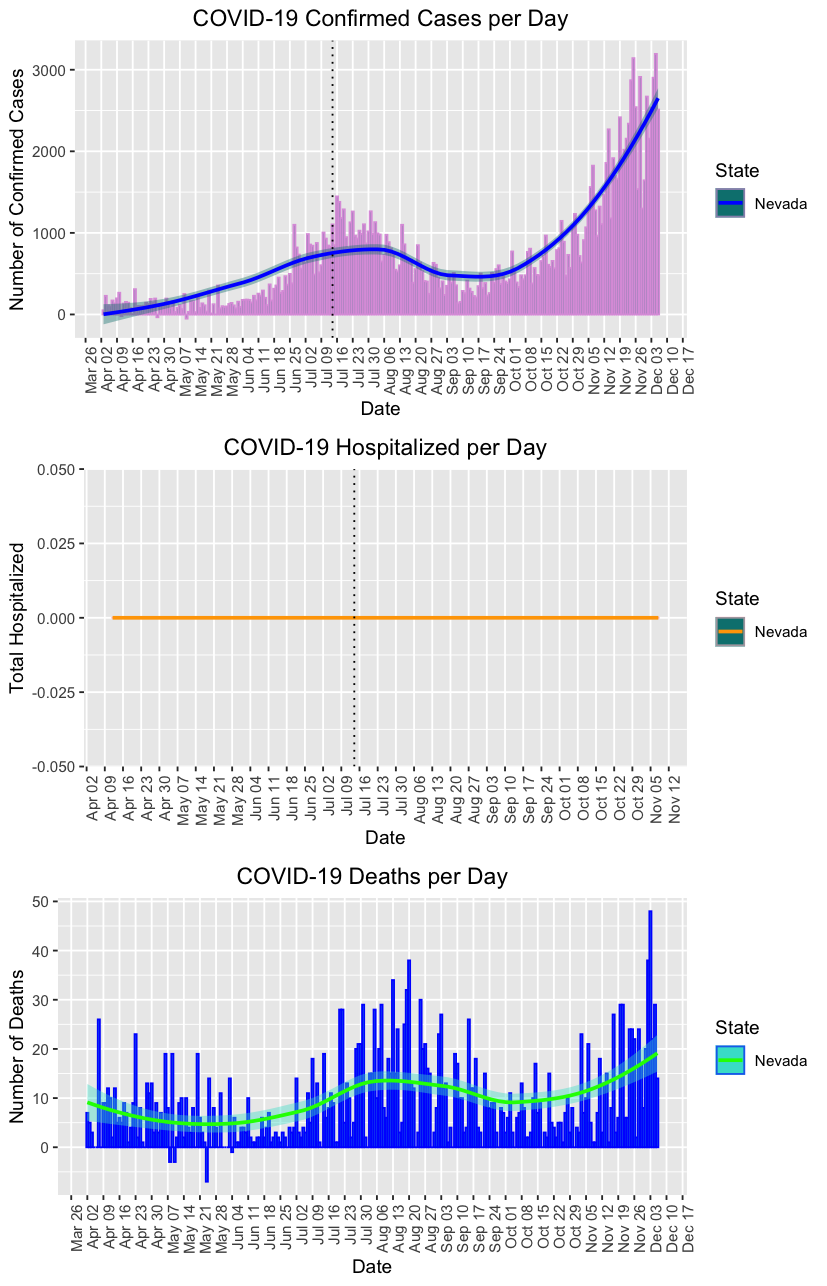 COVID-19 Confirmed Cases per Day
Number of Confirmed Cases
3000
2000
1000
0
Mar 26
Apr 02
Apr 09
Apr 16
Apr 23
Apr 30
May 07
May 14
May 21
May 28
Jun 04
Jun 11
Jun 18
Jun 25
Jul 02
Jul 09
Jul 16
Jul 23
Jul 30
Aug 06
Aug 13
Aug 20
Aug 27
Sep 03
Sep 10
Sep 17
Sep 24
Oct 01
Oct 08
Oct 15
Oct 22
Oct 29
Nov 05
Nov 12
Nov 19
Nov 26
Dec 03
Dec 10
Dec 17
Date
State
Nevada
COVID-19 Hospitalized per Day
Total Hospitalized
0.050
0.025
0.000
-0.025
-0.050
Apr 02
Apr 09
Apr 16
Apr 23
Apr 30
May 07
May 14
May 21
May 28
Jun 04
Jun 11
Jun 18
Jun 25
Jul 02
Jul 09
Jul 16
Jul 23
Jul 30
Aug 06
Aug 13
Aug 20
Aug 27
Sep 03
Sep 10
Sep 17
Sep 24
Oct 01
Oct 08
Oct 15
Oct 22
Oct 29
Nov 05
Nov 12
Date
State
Nevada
COVID-19 Deaths per Day
Number of Deaths
50
40
30
20
10
0
Mar 26
Apr 02
Apr 09
Apr 16
Apr 23
Apr 30
May 07
May 14
May 21
May 28
Jun 04
Jun 11
Jun 18
Jun 25
Jul 02
Jul 09
Jul 16
Jul 23
Jul 30
Aug 06
Aug 13
Aug 20
Aug 27
Sep 03
Sep 10
Sep 17
Sep 24
Oct 01
Oct 08
Oct 15
Oct 22
Oct 29
Nov 05
Nov 12
Nov 19
Nov 26
Dec 03
Dec 10
Dec 17
Date
State
Nevada